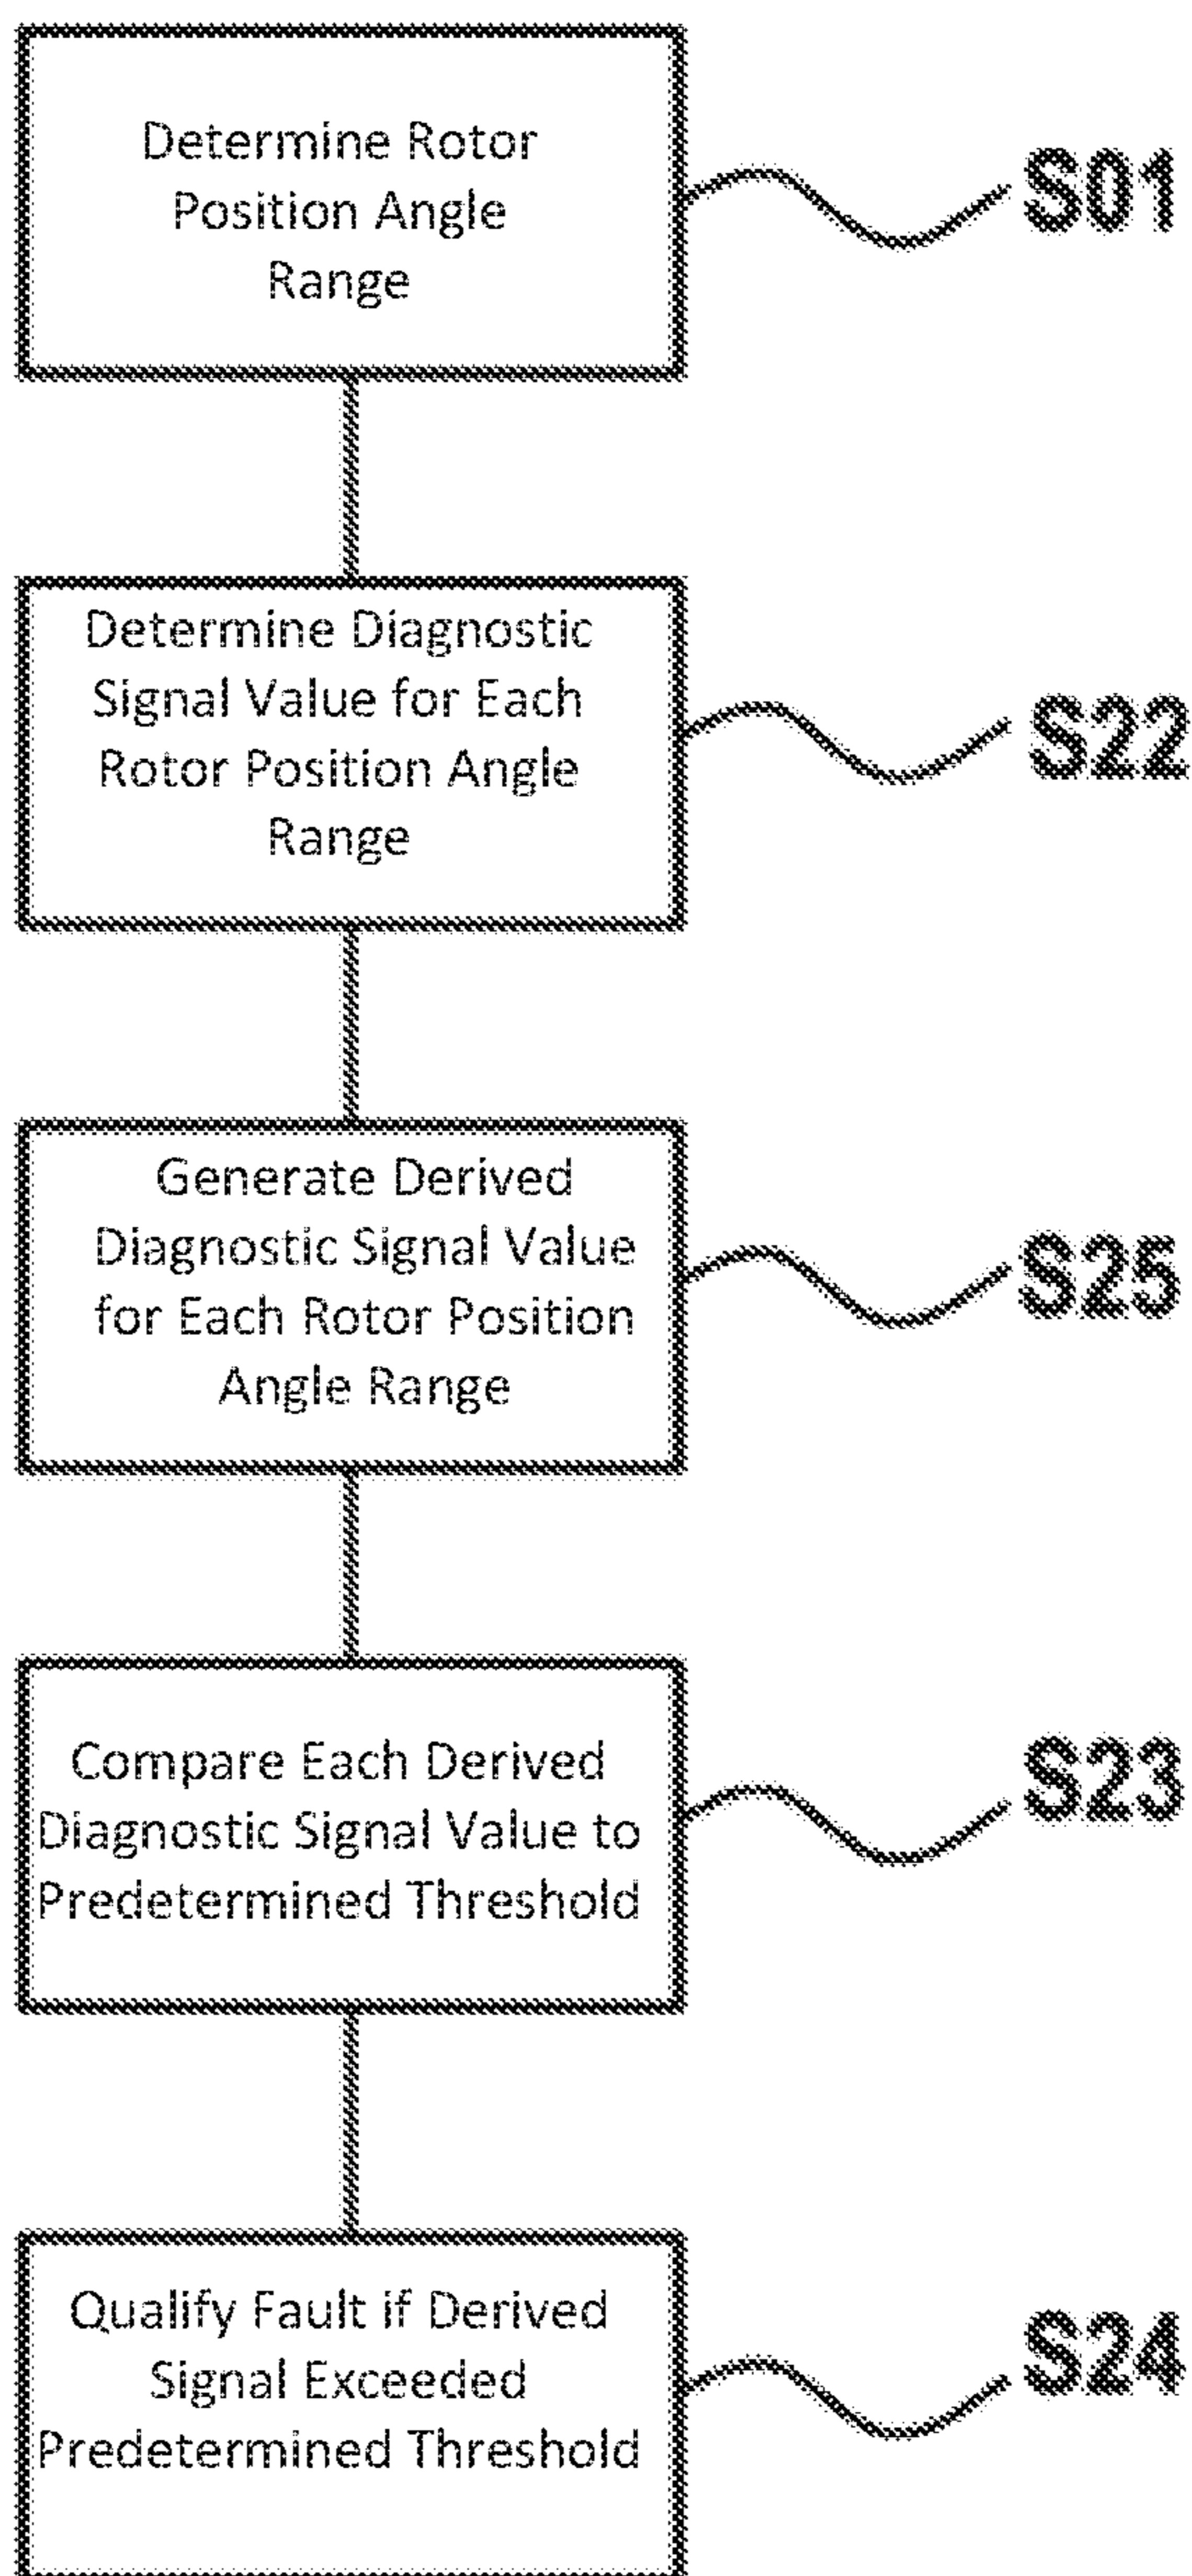 Determine Rotor
Position Angle
Range
S01
Determine Diagnostic
Signal Value for Each
Rotor Position Angle
Range
S22
Generate Derived
Diagnostic Signal Value
for Each Rotor Position
Angle Range
S25
Compare Each Derived
Diagnostic Signal Value to
Predetermined Threshold
S23
Qualify Fault if Derived
Signal Exceeded
Predetermined Threshold
S24